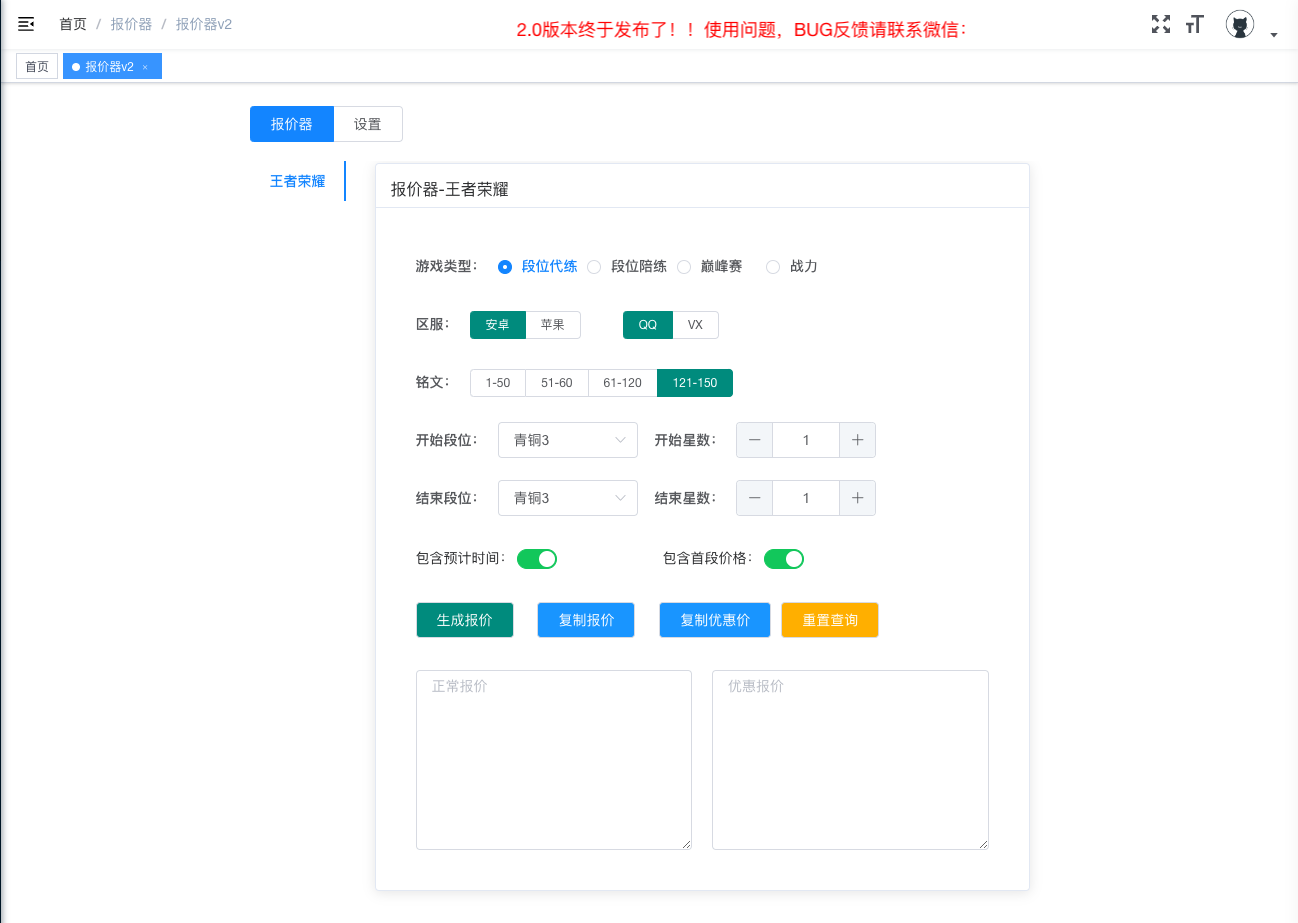 首页 / 报价器 / 报价器v2
2.0版本终于发布了！！使用问题，BUG反馈请联系微信：
首页 报价器v2 ×
报价器 设置
王者荣耀
报价器-王者荣耀
游戏类型： 段位代练 段位陪练 巅峰赛 战力
区服： 安卓 苹果 QQ VX
铭文： 1-50 51-60 61-120 121-150
开始段位： 青铜3 开始星数： 1
结束段位： 青铜3 结束星数： 1
包含预计时间： 包含首段价格：
生成报价 复制报价 复制优惠价 重置查询
正常报价 优惠报价